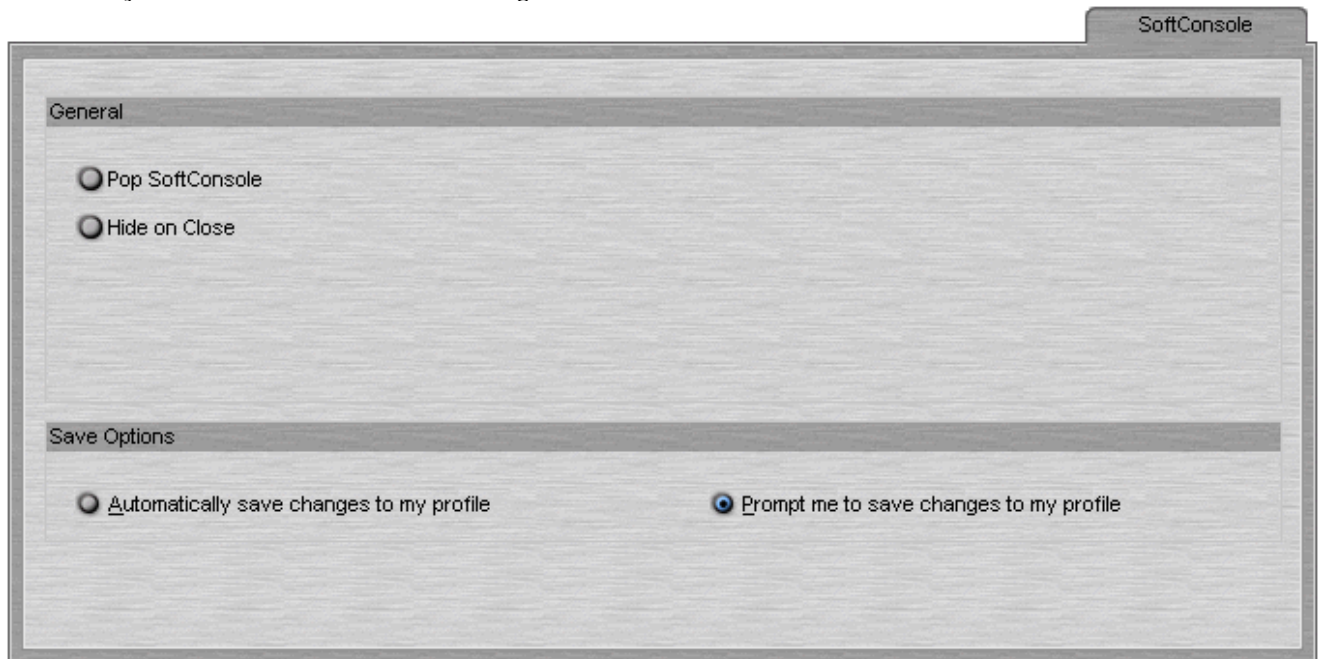 SoftConsole
General
Pop SoftConsole
Hide on Close
Save Options
Automatically save changes to my profile
Prompt me to save changes to my profile